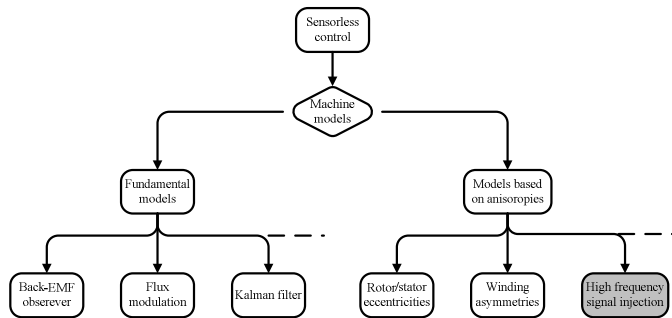 Sensorless
control
Machine
models
Fundamental
models
Models based
on anisoropies
Back-EMF
obserever
Flux
modulation
Kalman filter
Rotor/stator
eccentricities
Winding
asymmetries
High frequency
signal injection